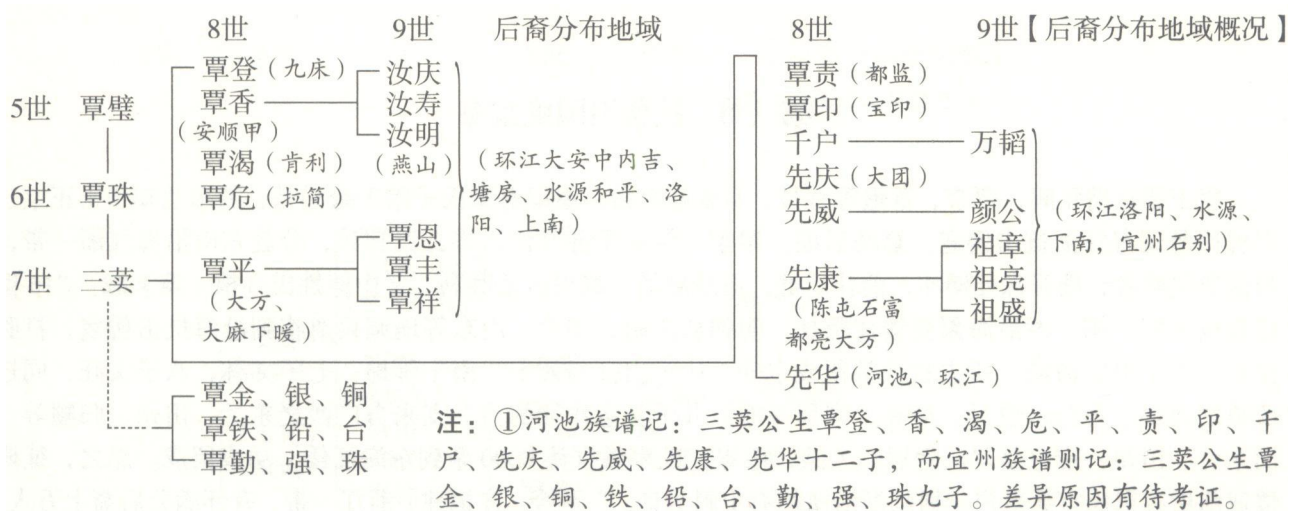 8世 9世 后裔分布地域 8世 9世【后裔分布地域概况】
5世 覃璧
6世 覃珠
7世 三荚
覃登（九床）
覃香
（安顺甲）
覃渴（肯利）
覃危（拉简）
覃平
（大方、
大麻下暖）
汝庆
汝寿
汝明
（燕山）
覃恩
覃丰
覃祥
（环江大安中内吉、
塘房、水源和平、洛
阳、上南）
覃责（都监）
覃印（宝印）
千户 万韬
先庆（大团）
先威 颜公
祖章
先康 祖亮
祖盛
（陈屯石富
都亮大方）
先华（河池、环江）
（环江洛阳、水源、
下南，宜州石别）
覃金、银、铜
覃铁、铅、台
覃勤、强、珠
注：①河池族谱记：三荚公生覃登、香、渴、危、平、责、印、千
户、先庆、先威、先康、先华十二子，而宜州族谱则记：三荚公生覃
金、银、铜、铁、铅、台、勤、强、珠九子。差异原因有待考证。